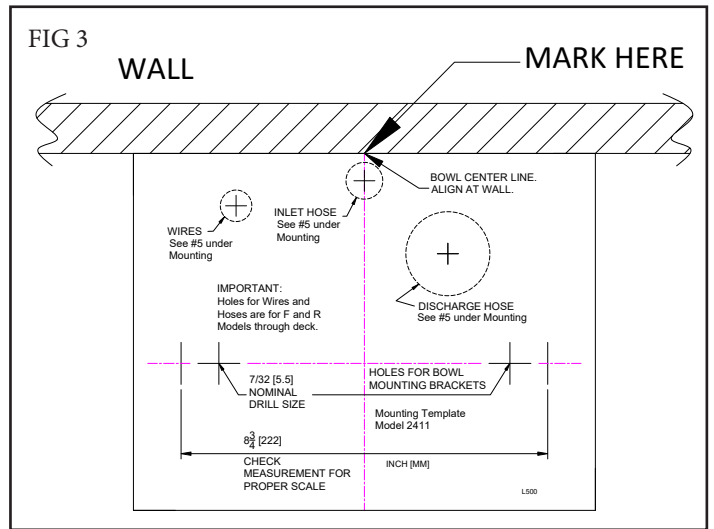 FIG 3
WALL
MARK HERE
BOWL CENTER LINE.
ALIGN AT WALL.
INLET HOSE
See #5 under
Mounting
WIRES
See #5 under
Mounting
IMPORTANT:
Holes for Wires and
Hoses are for F and R
Models through deck.
DISCHARGE HOSE
See #5 under Mounting
7/32 [5.5]
NOMINAL
DRILL SIZE
HOLES FOR BOWL
MOUNTING BRACKETS
Mounting Template
Model 2411
8 3/4 [222]
CHECK
MEASUREMENT FOR
PROPER SCALE
INCH [MM]
L500